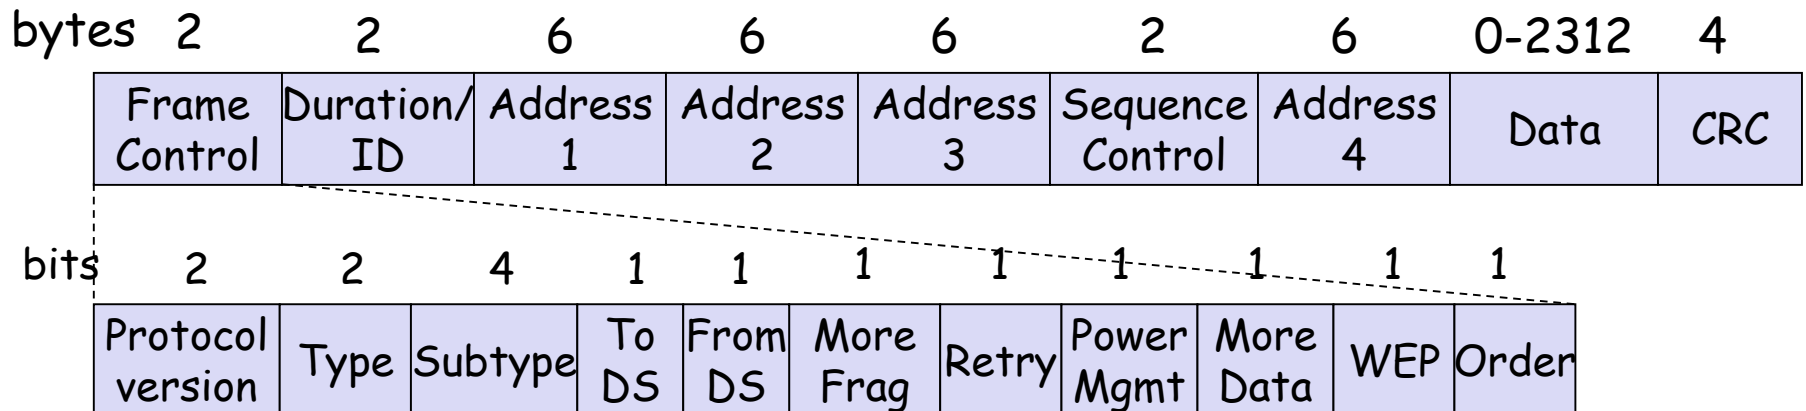 bytes 2 2 6 6 6 2 6 0-2312 4
Frame Control Duration/ ID Address 1 Address 2 Address 3 Sequence Control Address 4 Data CRC
bits 2 2 4 1 1 1 1 1 1 1 1
Protocol version Type Subtype To DS From DS More Frag Retry Power Mgmt More Data WEP Order